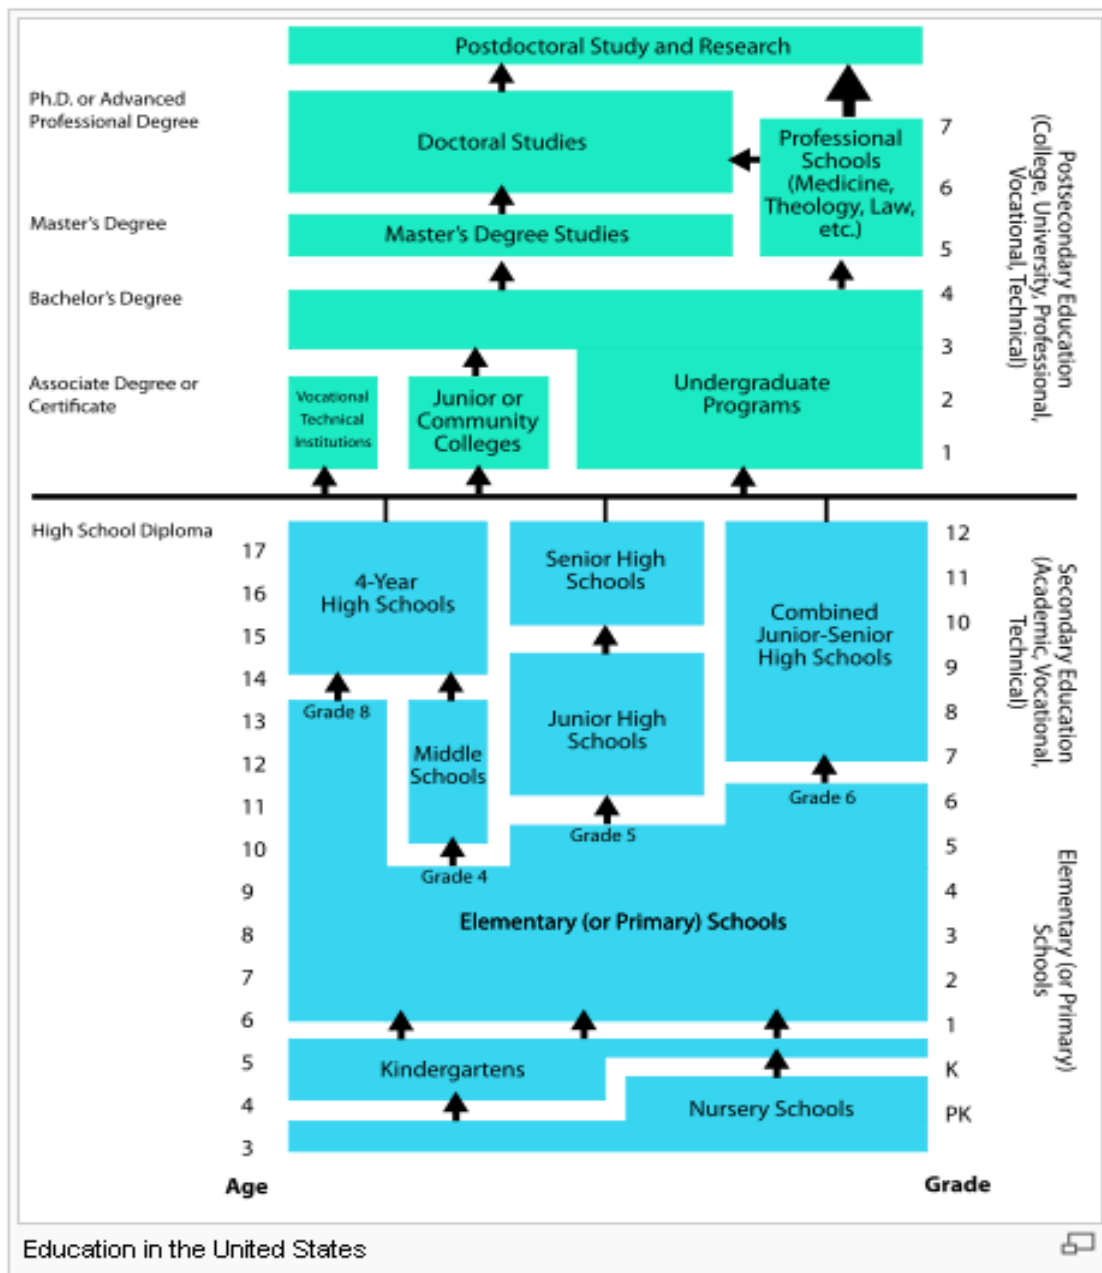 Postdoctoral Study and Research
Ph.D. or Advanced
Professional Degree
Doctoral Studies
Professional
Schools
(Medicine,
Theology, Law,
etc.)
7
6
5
Master's Degree
Master's Degree Studies
Bachelor's Degree
4
3
Associate Degree or
Certificate
Vocational
Technical
Institutions
Junior or
Community
Colleges
Undergraduate
Programs
2
1
Postsecondary Education
(College, University, Professional,
Vocational, Technical)
High School Diploma
17
16
15
14
13
12
11
10
9
8
7
6
5
4
3
Age
4-Year
High Schools
Senior High
Schools
Combined
Junior-Senior
High Schools
Grade 8
Middle
Schools
Junior High
Schools
Grade 4
Grade 5
Grade 6
Elementary (or Primary) Schools
Kindergartens
Nursery Schools
12
11
10
9
8
7
6
5
4
3
2
1
K
PK
Grade
Secondary Education
(Academic, Vocational,
Technical)
Elementary (or Primary)
Schools
Education in the United States